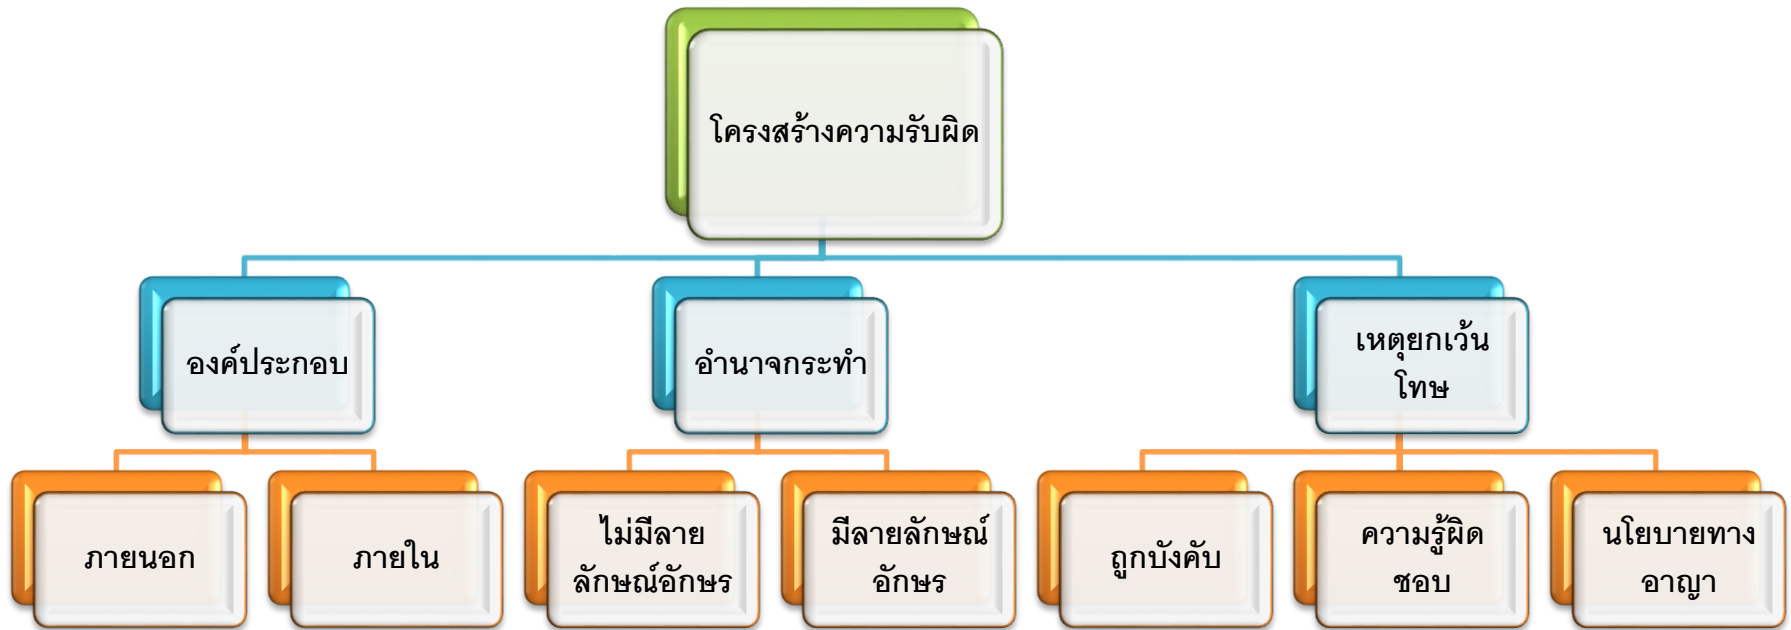 โครงสร้างความรับผิด
องค์ประกอบ
อำนาจกระทำ
เหตุยกเว้น
โทษ
ภายนอก
ภายใน
ไม่มีลาย
ลักษณ์อักษร
มีลายลักษณ์
อักษร
ถูกบังคับ
ความรู้ผิด
ชอบ
นโยบายทาง
อาญา